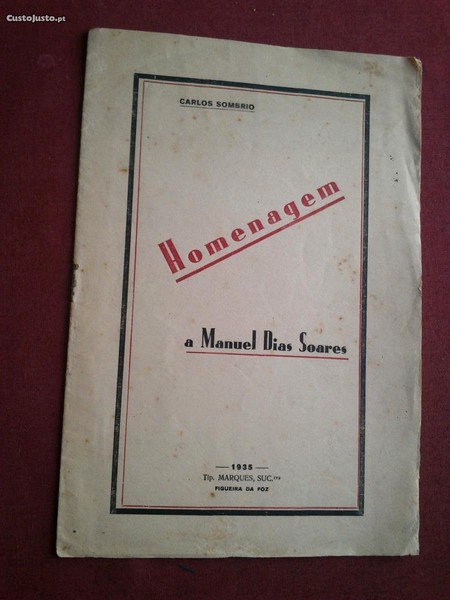 CustoJusto.pt
CARLOS SOMBRIO
Homenagem
a Manuel Dias Soares
— 1935 —
Tip. MARQUES, SUC.res
FIGUEIRA DA FOZ